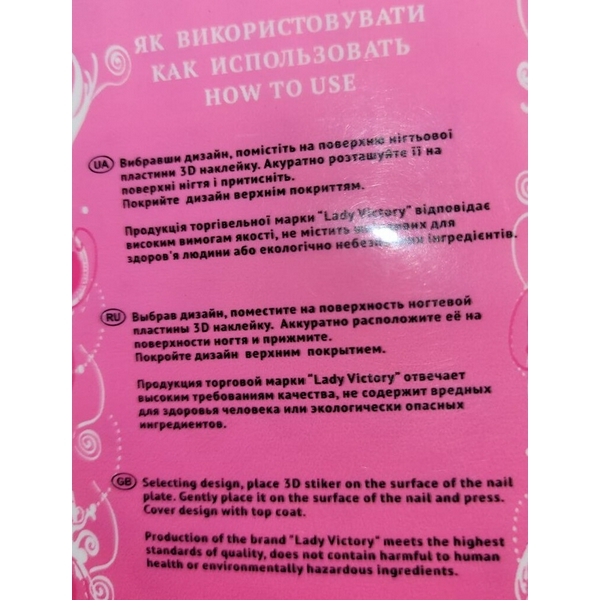 ЯК ВИКОРИСТОВУВАТИ
КАК ИСПОЛЬЗОВАТЬ
HOW TO USE
UA Вибравши дизайн, помістіть на поверхню нігтьової
пластини 3D наклейку. Акуратно розташуйте її на
поверхні нігтя і притисніть.
Покрийте дизайн верхнім покриттям.
Продукція торгівельної марки "Lady Victory" відповідає
високим вимогам якості, не містить для
здоров'я людини або екологічно небезпечних інгредієнтів.
RU Выбрав дизайн, поместите на поверхность ногтевой
пластины 3D наклейку. Аккуратно расположите её на
поверхности ногтя и прижмите.
Покройте дизайн верхним покрытием.
Продукция торговой марки "Lady Victory" отвечает
высоким требованиям качества, не содержит вредных
для здоровья человека или экологически опасных
ингредиентов.
GB Selecting design, place 3D stiker on the surface of the nail
plate. Gently place it on the surface of the nail and press.
Cover design with top coat.
Production of the brand "Lady Victory" meets the highest
standards of quality, does not contain harmful to human
health or environmentally hazardous ingredients.